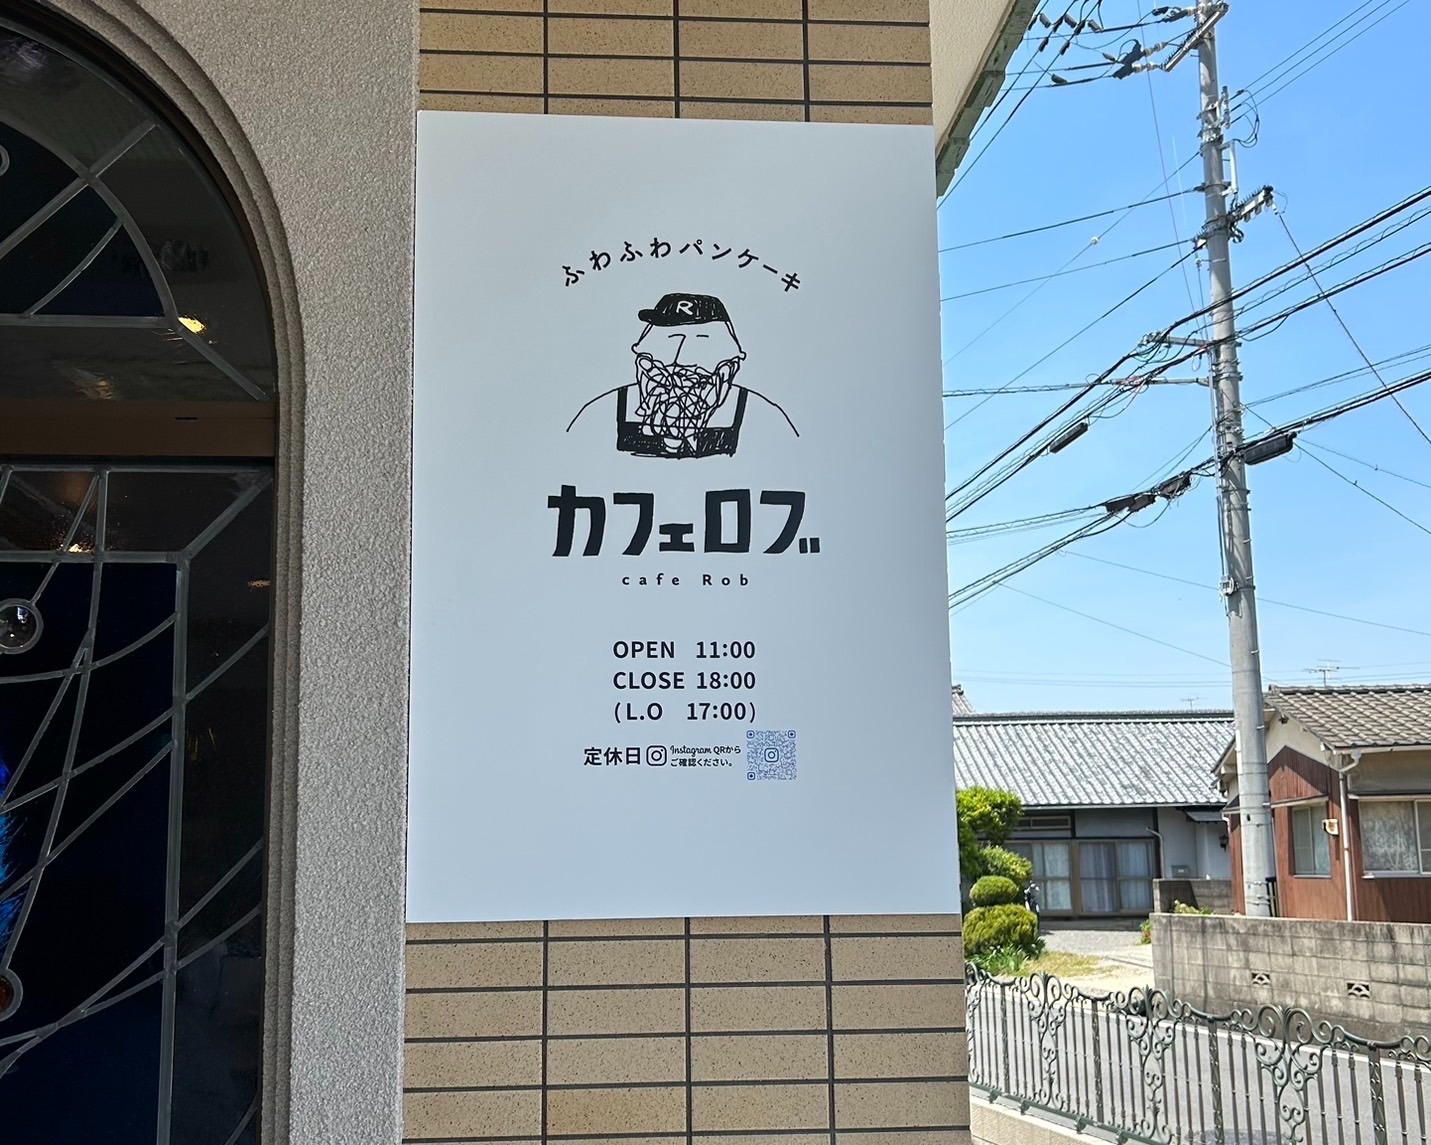 ふわふわパンケーキ
R
カフェロブ
cafe Rob
OPEN 11:00
CLOSE 18:00
(L.O 17:00)
定休日 Instagram QRから
ご確認ください。